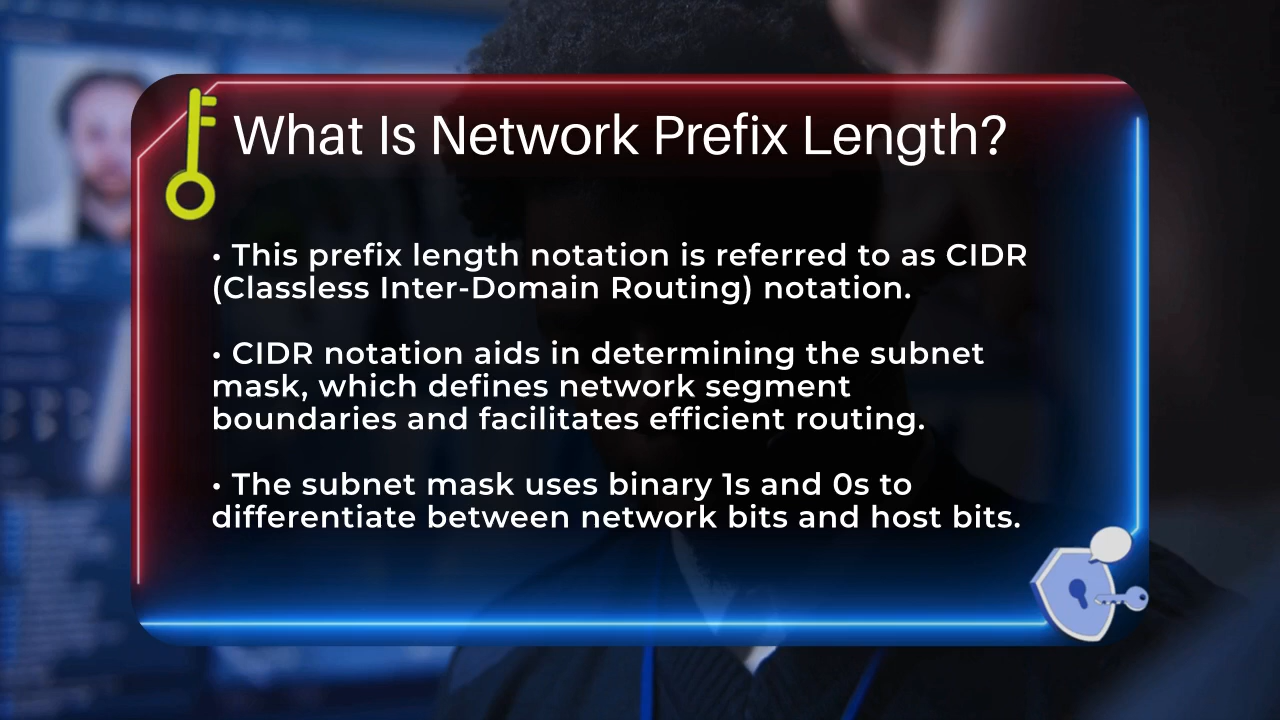 What Is Network Prefix Length?
• This prefix length notation is referred to as CIDR
(Classless Inter-Domain Routing) notation.
• CIDR notation aids in determining the subnet
mask, which defines network segment
boundaries and facilitates efficient routing.
• The subnet mask uses binary 1s and 0s to
differentiate between network bits and host bits.